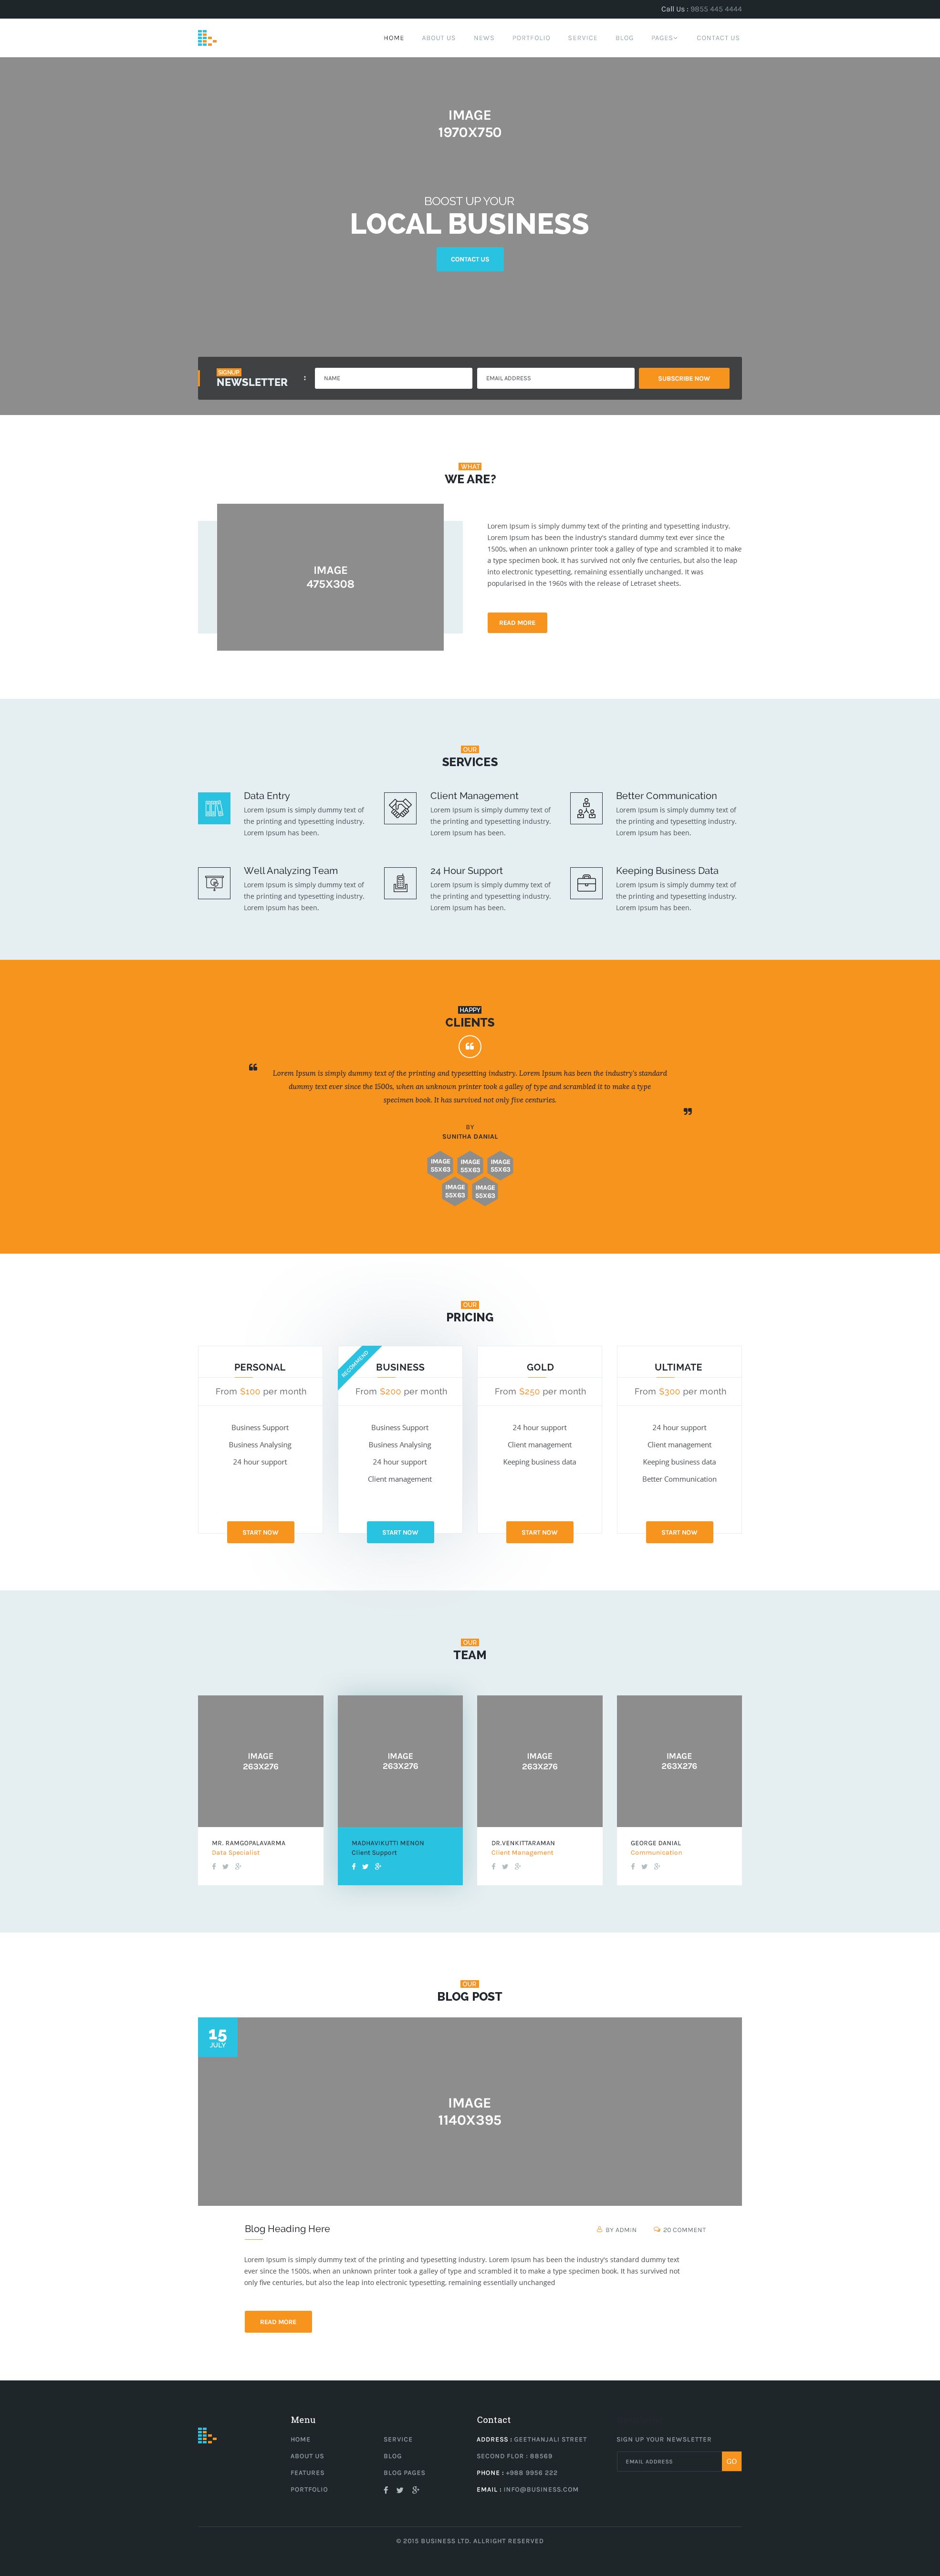 Call Us : 9855 445 4444
HOME ABOUT US NEWS PORTFOLIO SERVICE BLOG PAGES CONTACT US
IMAGE
1970X750
BOOST UP YOUR
LOCAL BUSINESS
CONTACT US
SIGNUP
NEWSLETTER :
NAME
EMAIL ADDRESS
SUBSCRIBE NOW
WHAT
WE ARE?
IMAGE
475X308
Lorem Ipsum is simply dummy text of the printing and typesetting industry.
Lorem Ipsum has been the industry's standard dummy text ever since the
1500s, when an unknown printer took a galley of type and scrambled it to make
a type specimen book. It has survived not only five centuries, but also the leap
into electronic typesetting, remaining essentially unchanged. It was
popularised in the 1960s with the release of Letraset sheets.
READ MORE
OUR
SERVICES
Data Entry
Lorem Ipsum is simply dummy text of
the printing and typesetting industry.
Lorem Ipsum has been.
Client Management
Lorem Ipsum is simply dummy text of
the printing and typesetting industry.
Lorem Ipsum has been.
Better Communication
Lorem Ipsum is simply dummy text of
the printing and typesetting industry.
Lorem Ipsum has been.
Well Analyzing Team
Lorem Ipsum is simply dummy text of
the printing and typesetting industry.
Lorem Ipsum has been.
24 Hour Support
Lorem Ipsum is simply dummy text of
the printing and typesetting industry.
Lorem Ipsum has been.
Keeping Business Data
Lorem Ipsum is simply dummy text of
the printing and typesetting industry.
Lorem Ipsum has been.
HAPPY
CLIENTS
Lorem Ipsum is simply dummy text of the printing and typesetting industry. Lorem Ipsum has been the industry's standard
dummy text ever since the 1500s, when an unknown printer took a galley of type and scrambled it to make a type
specimen book. It has survived not only five centuries.
BY
SUNITHA DANIAL
IMAGE
55X63
IMAGE
55X63
IMAGE
55X63
IMAGE
55X63
IMAGE
55X63
OUR
PRICING
PERSONAL
From $100 per month
Business Support
Business Analysing
24 hour support
START NOW
RECOMMEND
BUSINESS
From $200 per month
Business Support
Business Analysing
24 hour support
Client management
START NOW
GOLD
From $250 per month
24 hour support
Client management
Keeping business data
START NOW
ULTIMATE
From $300 per month
24 hour support
Client management
Keeping business data
Better Communication
START NOW
OUR
TEAM
IMAGE
263X276
MR. RAMGOPALAVARMA
Data Specialist
IMAGE
263X276
MADHAVIKUTTI MENON
Client Support
IMAGE
263X276
DR.VENKITTARAMAN
Client Management
IMAGE
263X276
GEORGE DANIAL
Communication
OUR
BLOG POST
15
JULY
IMAGE
1140X395
Blog Heading Here
BY ADMIN
20 COMMENT
Lorem Ipsum is simply dummy text of the printing and typesetting industry. Lorem Ipsum has been the industry's standard dummy text
ever since the 1500s, when an unknown printer took a galley of type and scrambled it to make a type specimen book. It has survived not
only five centuries, but also the leap into electronic typesetting, remaining essentially unchanged
READ MORE
Menu
HOME
ABOUT US
FEATURES
PORTFOLIO
SERVICE
BLOG
BLOG PAGES
Contact
ADDRESS : GEETHANJALI STREET
SECOND FLOR : 88569
PHONE : +988 9956 222
EMAIL : INFO@BUSINESS.COM
SIGN UP YOUR NEWSLETTER
EMAIL ADDRESS
GO
© 2015 BUSINESS LTD. ALLRIGHT RESERVED